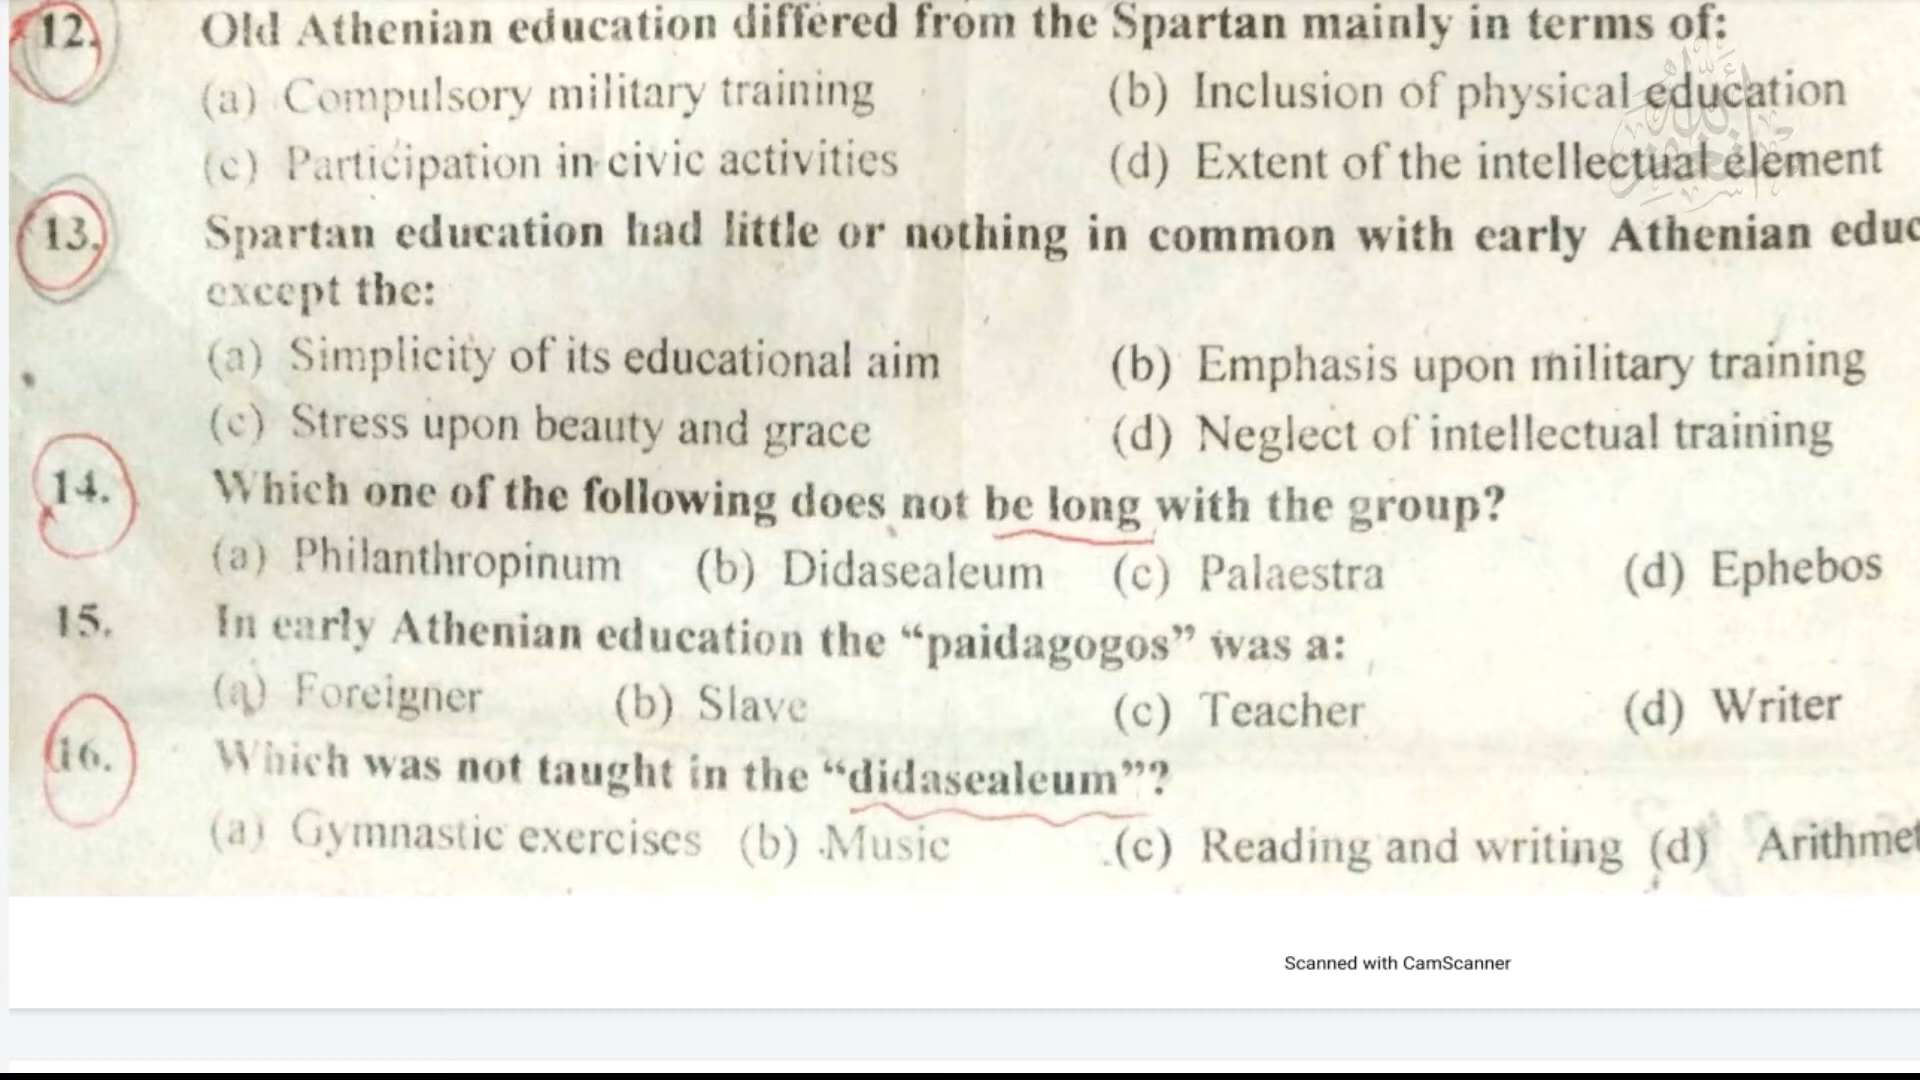 12. Old Athenian education differed from the Spartan mainly in terms of:
(a) Compulsory military training (b) Inclusion of physical education
(c) Participation in civic activities (d) Extent of the intellectual element
13. Spartan education had little or nothing in common with early Athenian educ
except the:
(a) Simplicity of its educational aim (b) Emphasis upon military training
(c) Stress upon beauty and grace (d) Neglect of intellectual training
14. Which one of the following does not be long with the group?
(a) Philanthropinum (b) Didasealeum (c) Palaestra (d) Ephebos
15. In early Athenian education the “paidagogos” was a:
(a) Foreigner (b) Slave (c) Teacher (d) Writer
16. Which was not taught in the “didasealeum”?
(a) Gymnastic exercises (b) Music (c) Reading and writing (d) Arithmet
Scanned with CamScanner